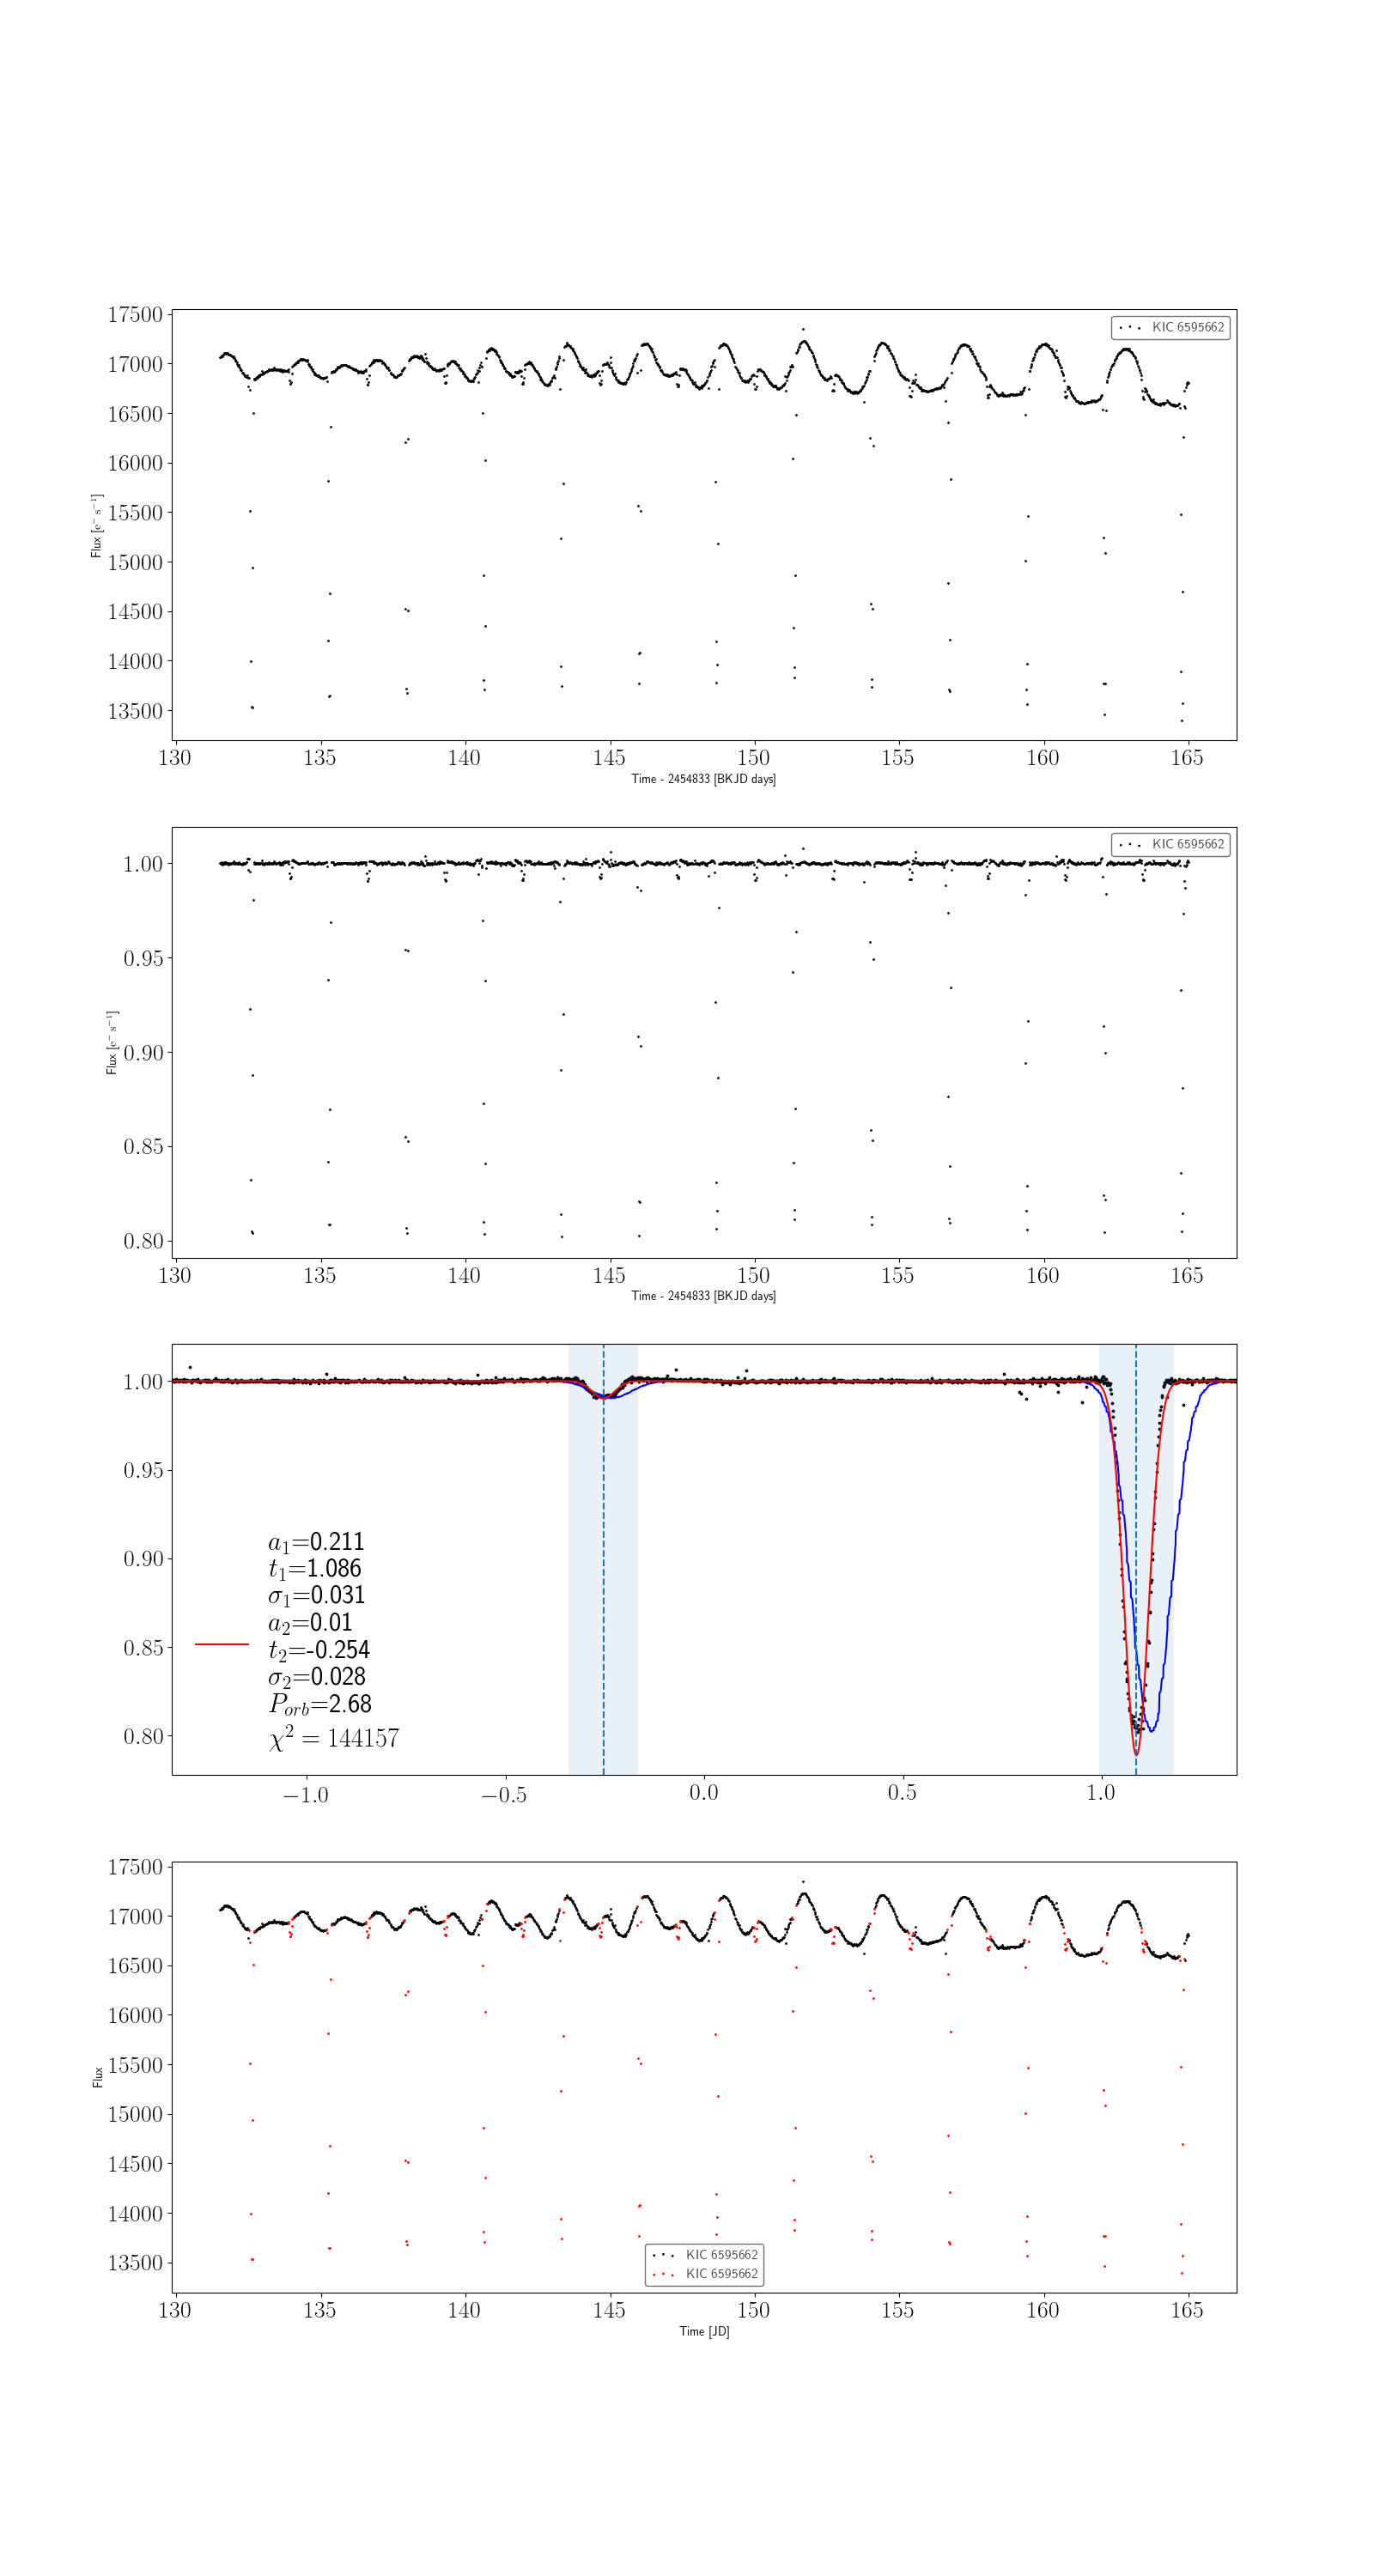 17500
17000
16500
16000
15500
15000
14500
14000
13500
Flux [e⁻ s⁻¹]
KIC 6595662
130 135 140 145 150 155 160 165
Time - 2454833 [BKJD days]
1.00
0.95
0.90
0.85
0.80
Flux [e⁻ s⁻¹]
KIC 6595662
130 135 140 145 150 155 160 165
Time - 2454833 [BKJD days]
1.00
0.95
0.90
0.85
0.80
a₁=0.211
t₁=1.086
σ₁=0.031
a₂=0.01
t₂=-0.254
σ₂=0.028
P_orb=2.68
χ² = 144157
−1.0 −0.5 0.0 0.5 1.0
17500
17000
16500
16000
15500
15000
14500
14000
13500
Flux
KIC 6595662
KIC 6595662
130 135 140 145 150 155 160 165
Time [JD]